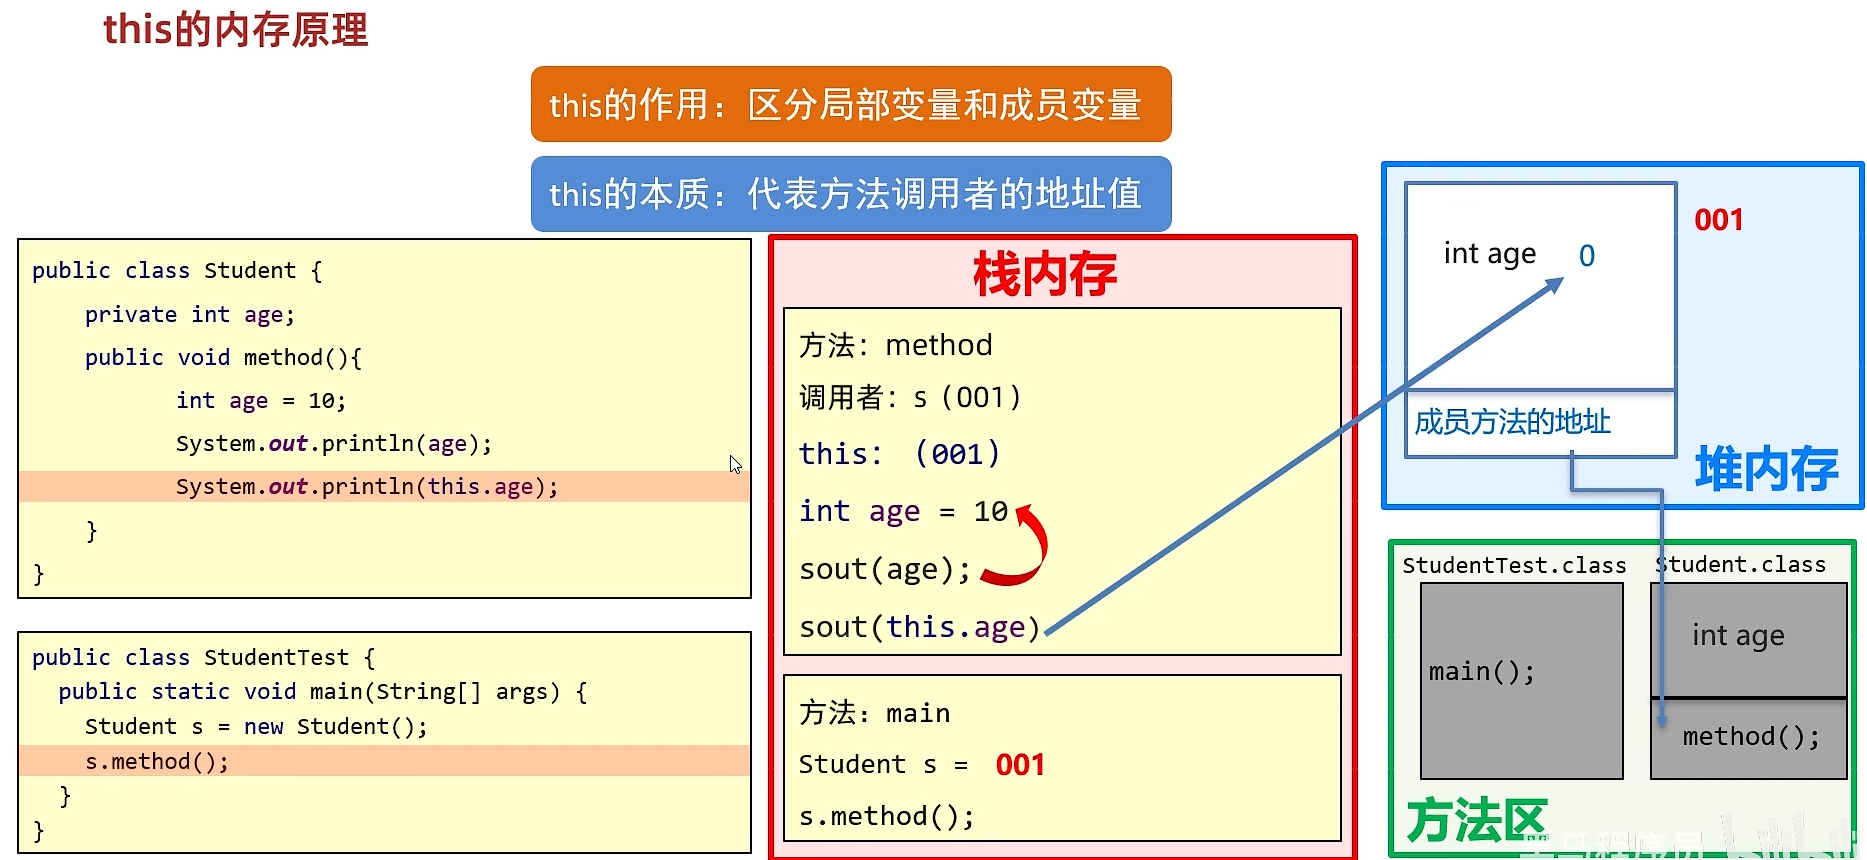 this的内存原理
this的作用：区分局部变量和成员变量
this的本质：代表方法调用者的地址值
public class Student {
private int age;
public void method(){
int age = 10;
System.out.println(age);
System.out.println(this.age);
}
}
public class StudentTest {
public static void main(String[] args) {
Student s = new Student();
s.method();
}
}
栈内存
方法：method
调用者：s（001）
this：（001）
int age = 10
sout(age);
sout(this.age)
方法：main
Student s = 001
s.method();
int age 0
001
成员方法的地址
堆内存
StudentTest.class
main();
Student.class
int age
method();
方法区
黑马程序员